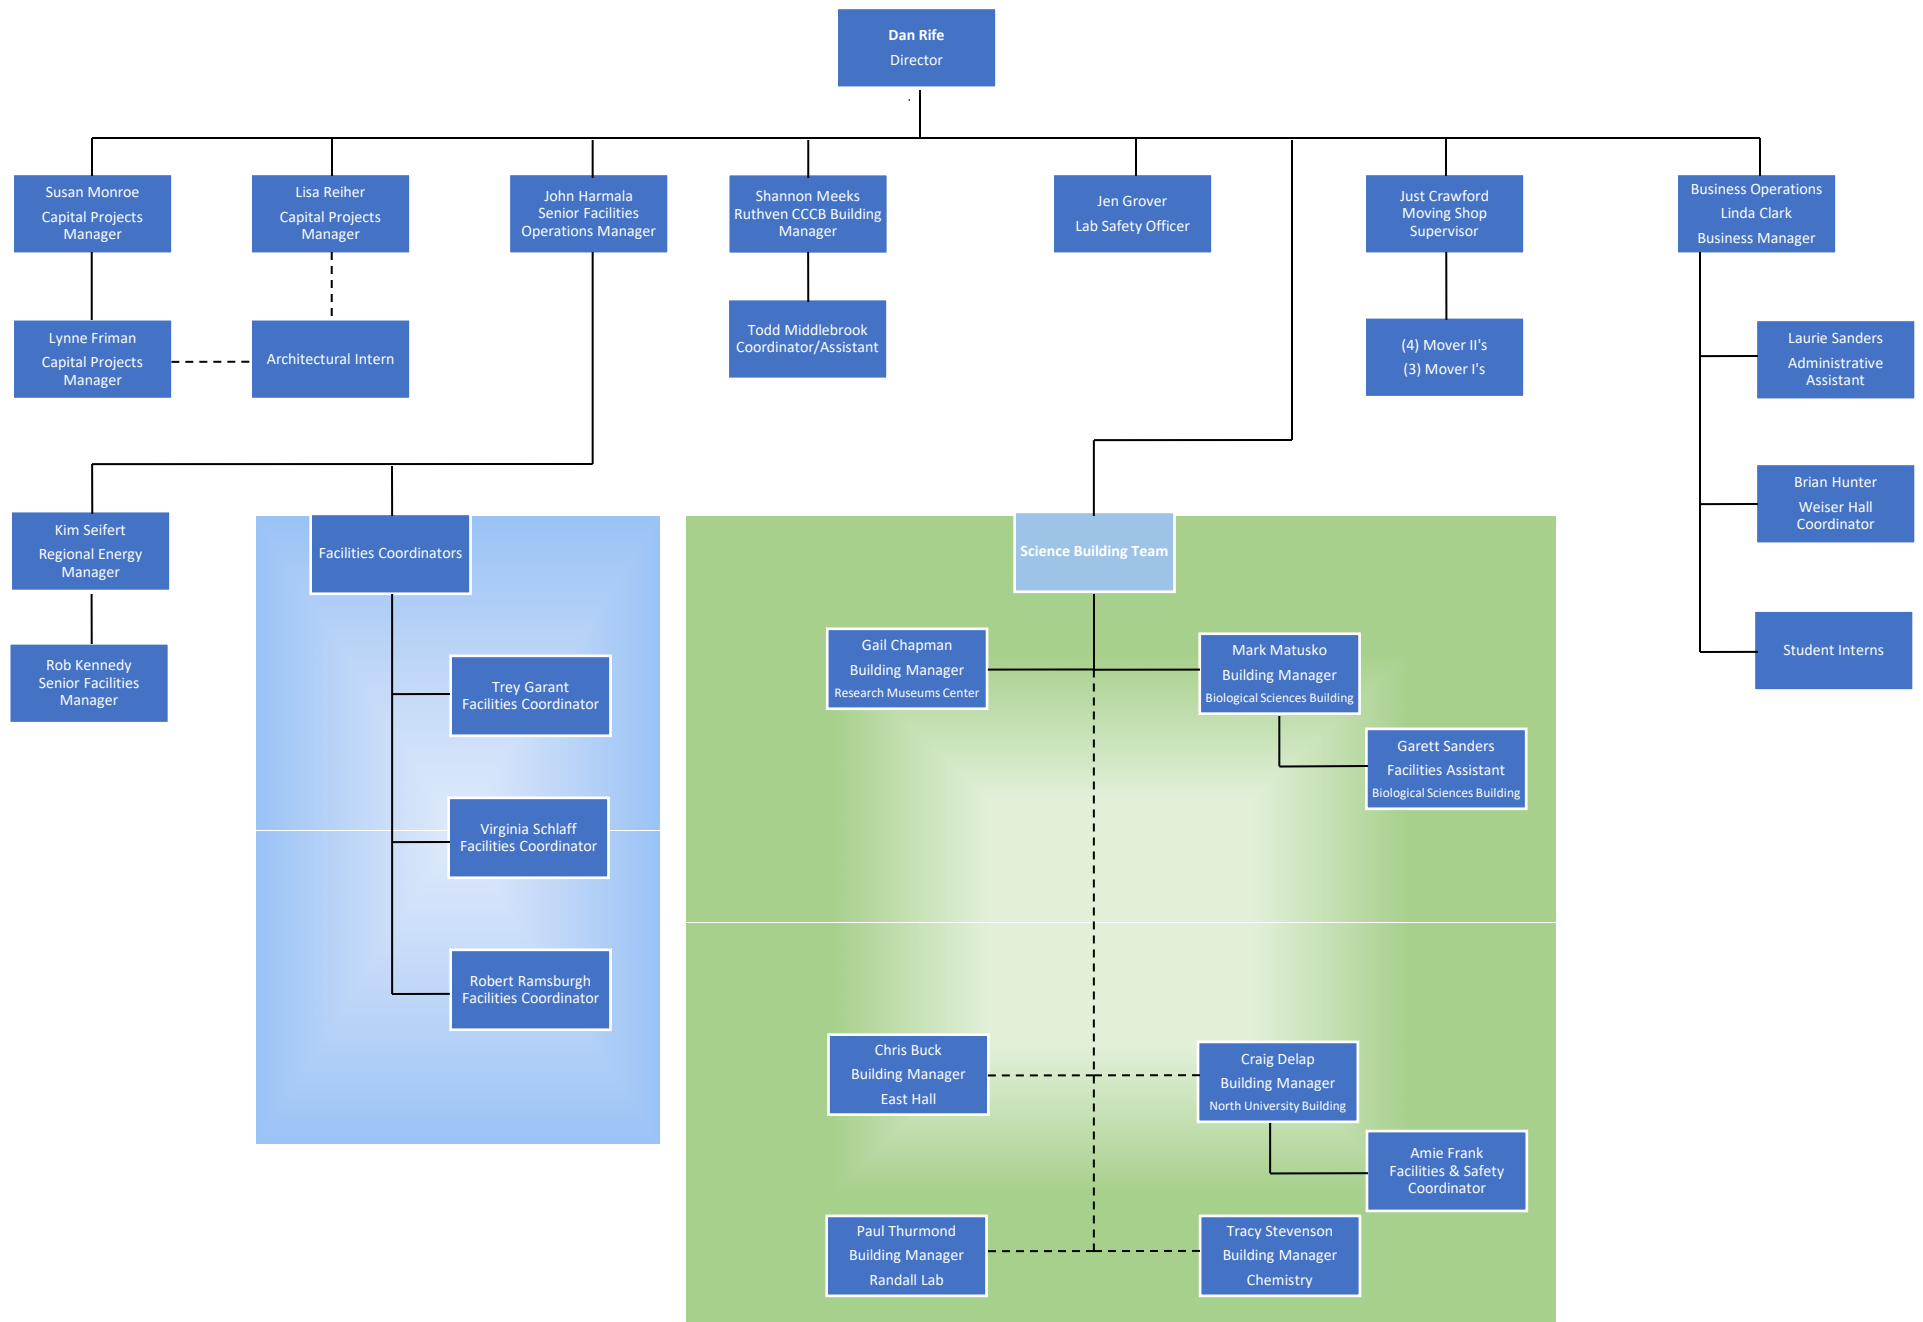 Dan Rife
Director
Susan Monroe
Capital Projects
Manager
Lisa Reiher
Capital Projects
Manager
John Harmala
Senior Facilities
Operations Manager
Shannon Meeks
Ruthven CCCB Building
Manager
Jen Grover
Lab Safety Officer
Just Crawford
Moving Shop
Supervisor
Business Operations
Linda Clark
Business Manager
Lynne Friman
Capital Projects
Manager
Architectural Intern
Todd Middlebrook
Coordinator/Assistant
(4) Mover II's
(3) Mover I's
Laurie Sanders
Administrative
Assistant
Brian Hunter
Weiser Hall
Coordinator
Student Interns
Kim Seifert
Regional Energy
Manager
Rob Kennedy
Senior Facilities
Manager
Facilities Coordinators
Trey Garant
Facilities Coordinator
Virginia Schlaff
Facilities Coordinator
Robert Ramsburgh
Facilities Coordinator
Science Building Team
Gail Chapman
Building Manager
Research Museums Center
Mark Matusko
Building Manager
Biological Sciences Building
Garett Sanders
Facilities Assistant
Biological Sciences Building
Chris Buck
Building Manager
East Hall
Craig Delap
Building Manager
North University Building
Amie Frank
Facilities & Safety
Coordinator
Paul Thurmond
Building Manager
Randall Lab
Tracy Stevenson
Building Manager
Chemistry